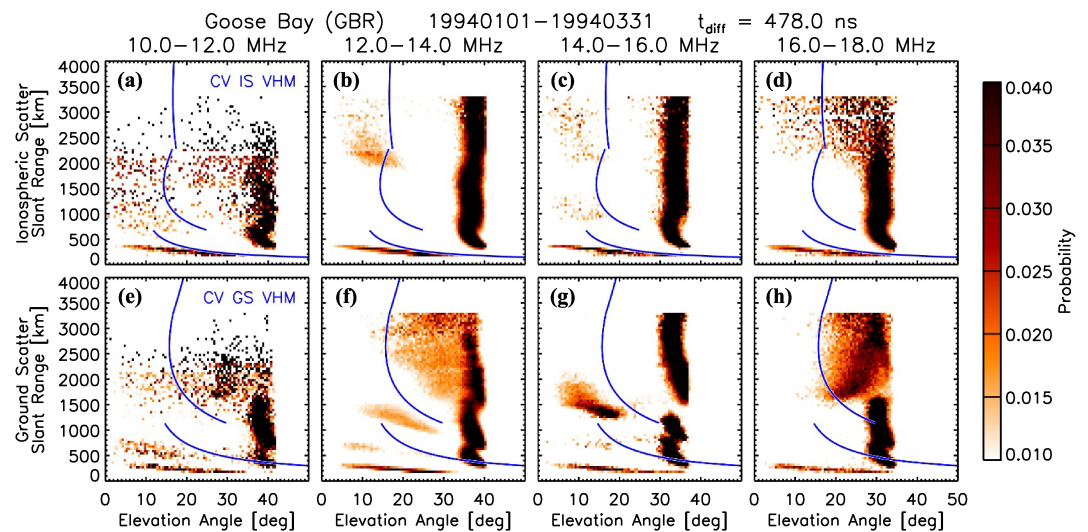 Goose Bay (GBR) 19940101−19940331 t_diff = 478.0 ns
10.0−12.0 MHz 12.0−14.0 MHz 14.0−16.0 MHz 16.0−18.0 MHz
(a) CV IS VHM (b) (c) (d)
Ionospheric Scatter
Slant Range [km]
4000
3500
3000
2500
2000
1500
1000
500
0
(e) CV GS VHM (f) (g) (h)
Ground Scatter
Slant Range [km]
4000
3500
3000
2500
2000
1500
1000
500
0
0 10 20 30 40 0 10 20 30 40 0 10 20 30 40 0 10 20 30 40 50
Elevation Angle [deg] Elevation Angle [deg] Elevation Angle [deg] Elevation Angle [deg]
0.040
0.030
0.025
0.020
0.015
0.010
Probability